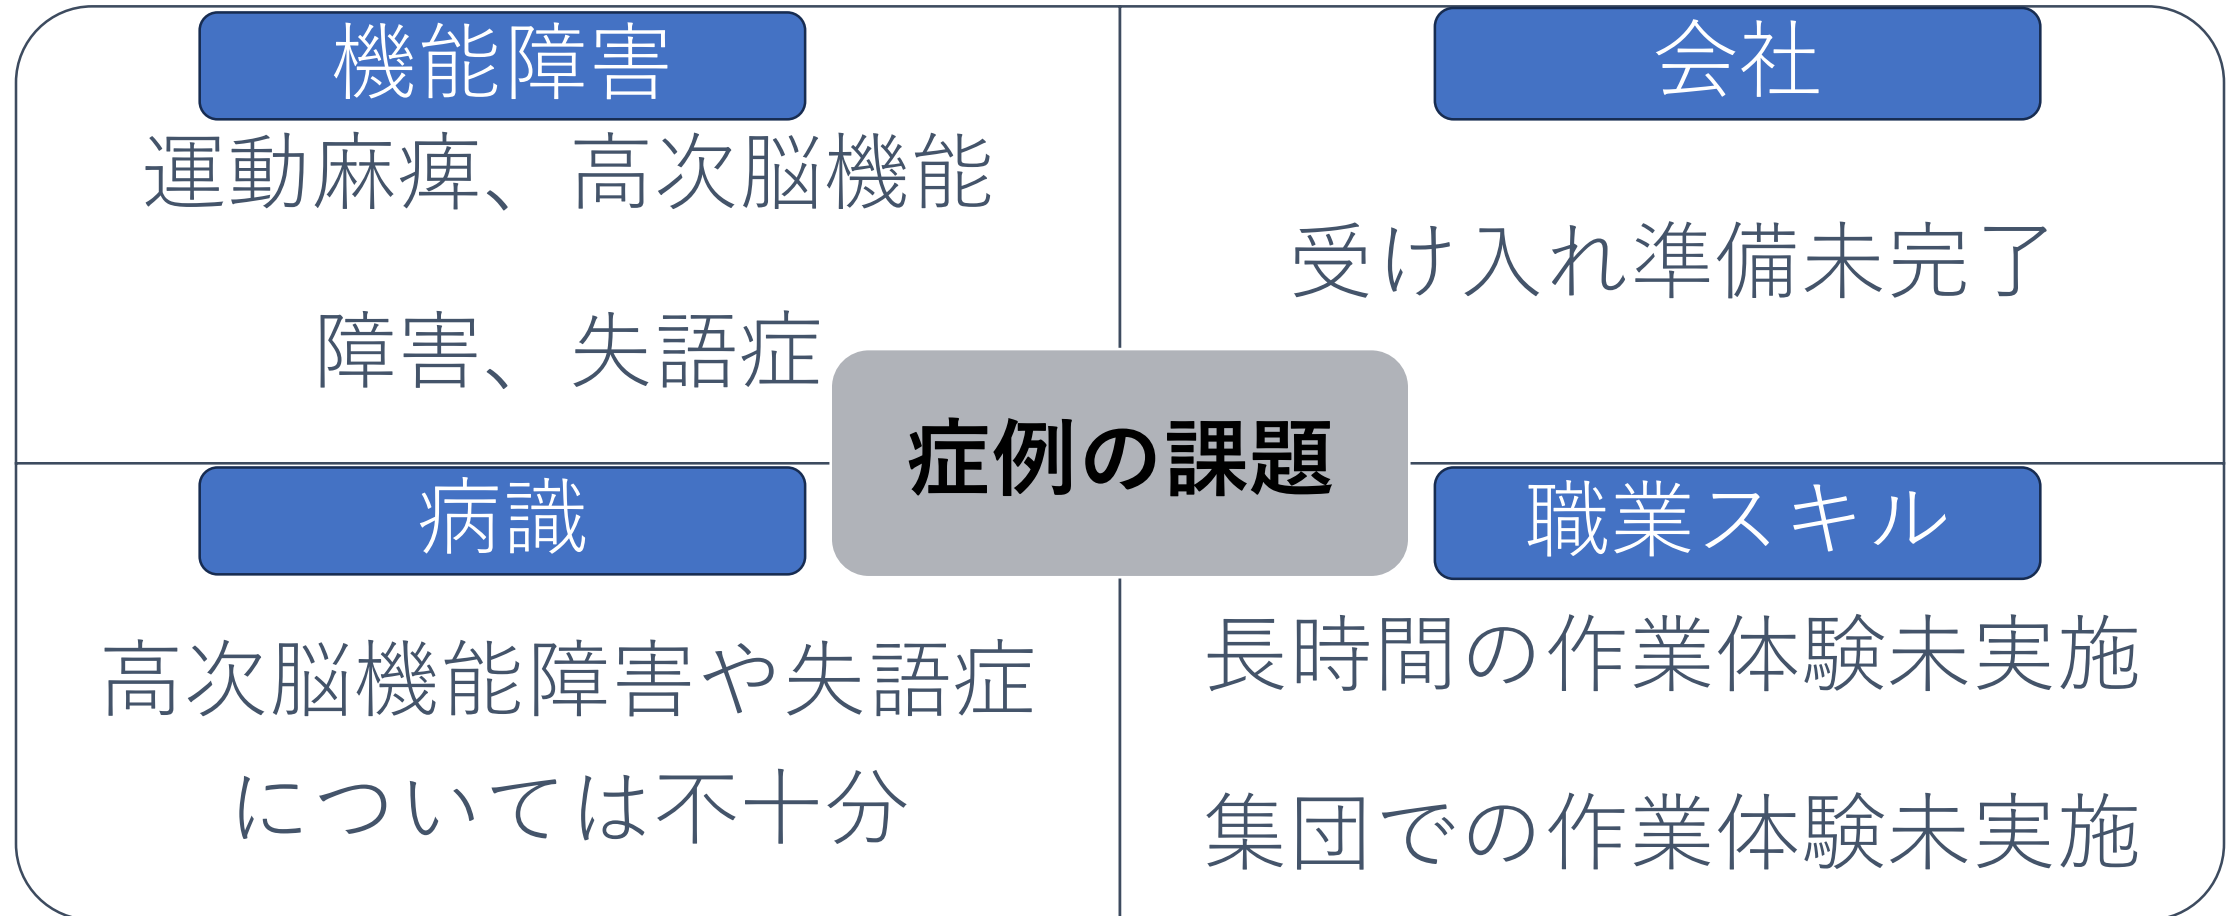 機能障害
運動麻痺、高次脳機能
障害、失語症
会社
受け入れ準備未完了
症例の課題
病識
高次脳機能障害や失語症
については不十分
職業スキル
長時間の作業体験未実施
集団での作業体験未実施